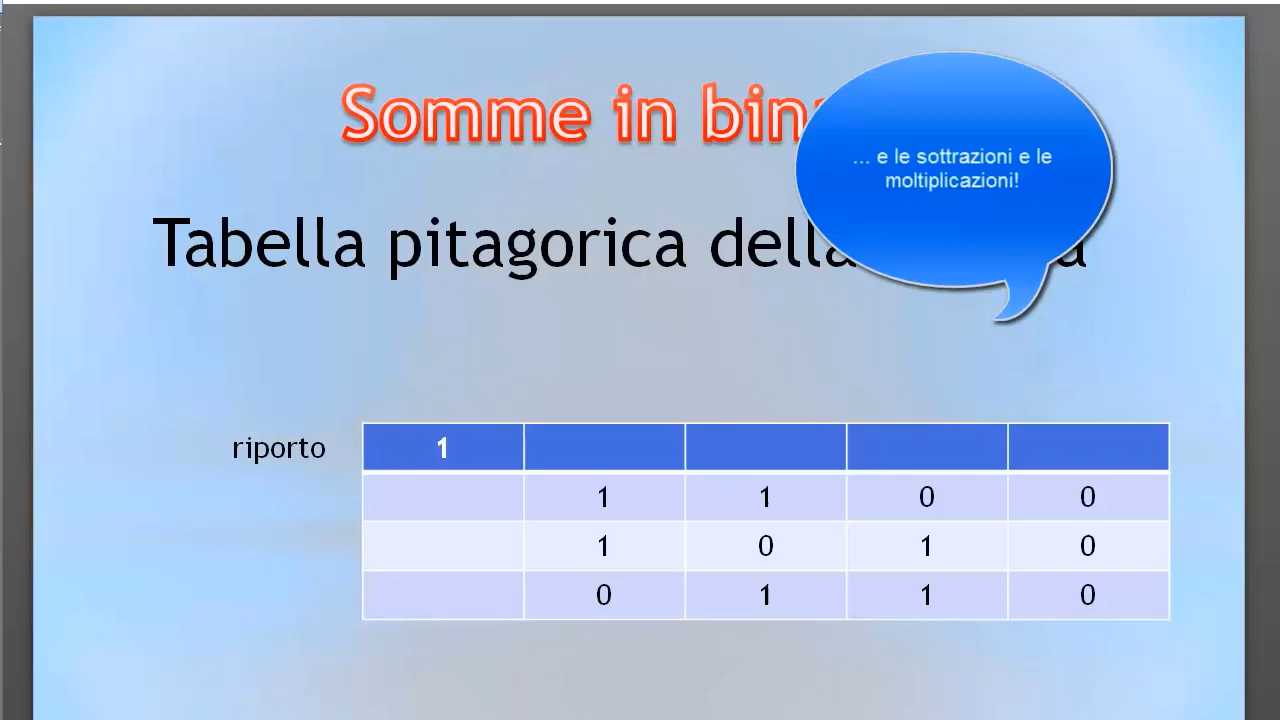 Somme in bin
... e le sottrazioni e le
moltiplicazioni!
Tabella pitagorica della
riporto 1
1 1 0 0
1 0 1 0
0 1 1 0